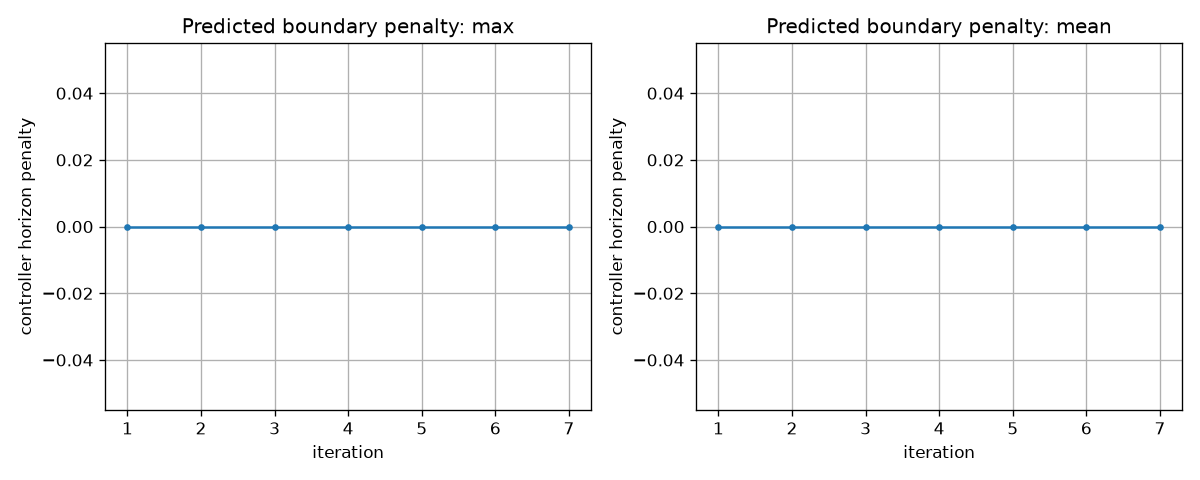 Predicted boundary penalty: max
controller horizon penalty
0.04
0.02
0.00
−0.02
−0.04
1 2 3 4 5 6 7
iteration
Predicted boundary penalty: mean
controller horizon penalty
0.04
0.02
0.00
−0.02
−0.04
1 2 3 4 5 6 7
iteration